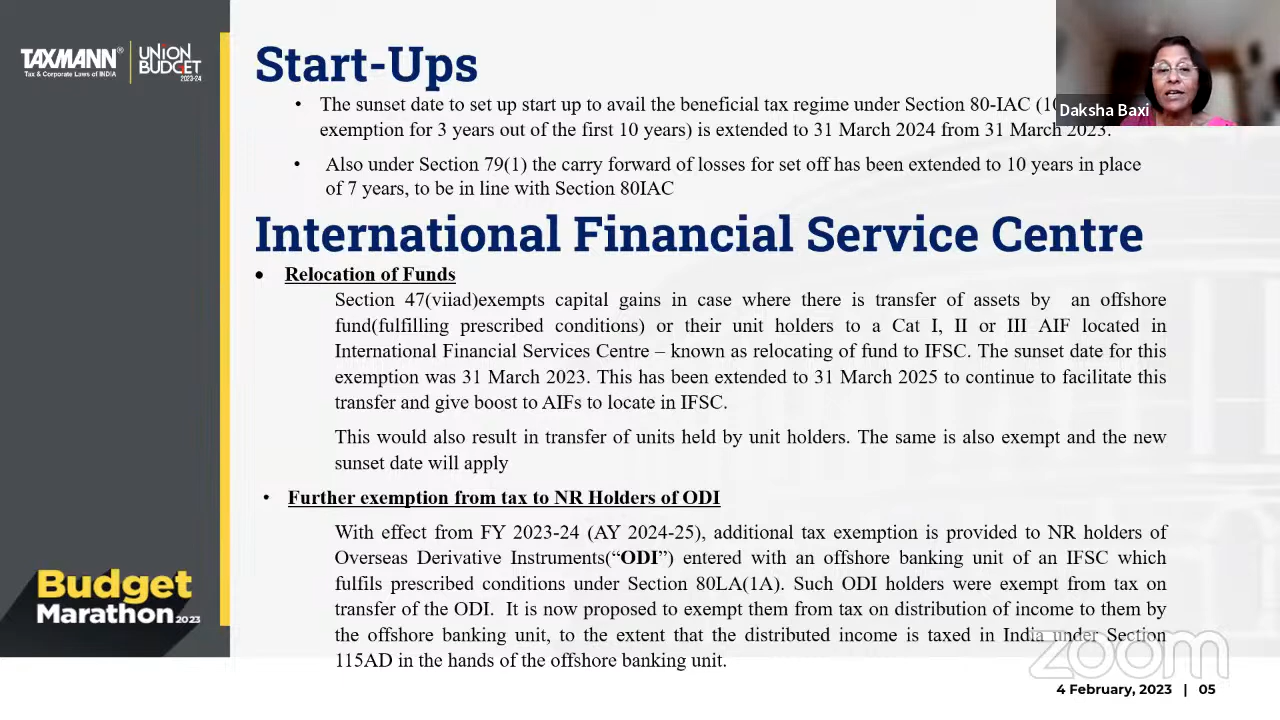 TAXMANN®
Tax & Corporate Laws of INDIA
UNION
BUDGET
2023-24
Start-Ups
• The sunset date to set up start up to avail the beneficial tax regime under Section 80-IAC
exemption for 3 years out of the first 10 years) is extended to 31 March 2024 from 31 March 2023.
Daksha Baxi
• Also under Section 79(1) the carry forward of losses for set off has been extended to 10 years in place
of 7 years, to be in line with Section 80IAC
International Financial Service Centre
• Relocation of Funds
Section 47(viiad)exempts capital gains in case where there is transfer of assets by an offshore
fund(fulfilling prescribed conditions) or their unit holders to a Cat I, II or III AIF located in
International Financial Services Centre – known as relocating of fund to IFSC. The sunset date for this
exemption was 31 March 2023. This has been extended to 31 March 2025 to continue to facilitate this
transfer and give boost to AIFs to locate in IFSC.
This would also result in transfer of units held by unit holders. The same is also exempt and the new
sunset date will apply
• Further exemption from tax to NR Holders of ODI
With effect from FY 2023-24 (AY 2024-25), additional tax exemption is provided to NR holders of
Overseas Derivative Instruments(“ODI”) entered with an offshore banking unit of an IFSC which
fulfils prescribed conditions under Section 80LA(1A). Such ODI holders were exempt from tax on
transfer of the ODI. It is now proposed to exempt them from tax on distribution of income to them by
the offshore banking unit, to the extent that the distributed income is taxed in India under Section
115AD in the hands of the offshore banking unit.
Budget
Marathon 2023
zoom
4 February, 2023 | 05